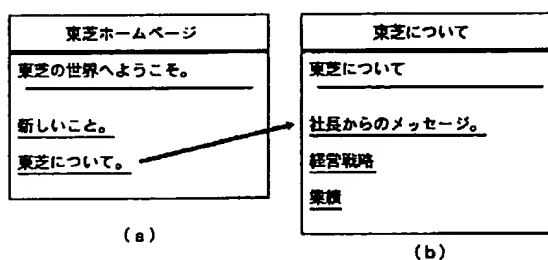 東芝ホームページ
東芝の世界へようこそ。
新しいこと。
東芝について。
(a)
東芝について
東芝について
社長からのメッセージ。
経営戦略
業績
(b)